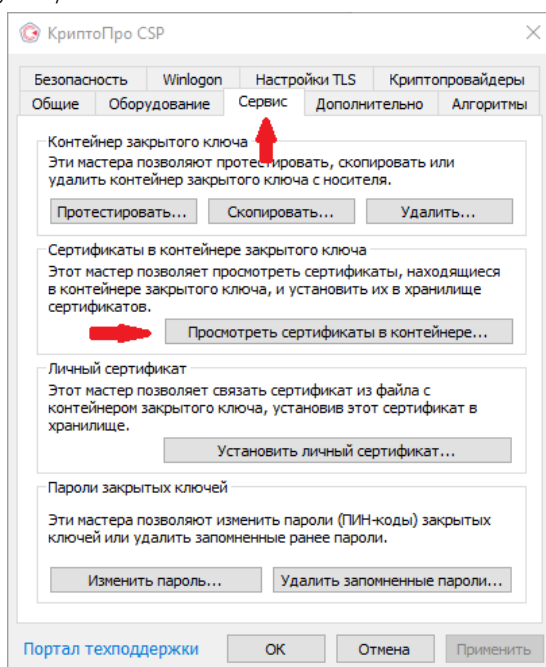 КриптоПро CSP
Безопасность Winlogon Настройки TLS Криптопровайдеры
Общие Оборудование Сервис Дополнительно Алгоритмы
Контейнер закрытого ключа
Эти мастера позволяют протестировать, скопировать или
удалить контейнер закрытого ключа с носителя.
Протестировать... Скопировать... Удалить...
Сертификаты в контейнере закрытого ключа
Этот мастер позволяет просмотреть сертификаты, находящиеся
в контейнере закрытого ключа, и установить их в хранилище
сертификатов.
Просмотреть сертификаты в контейнере...
Личный сертификат
Этот мастер позволяет связать сертификат из файла с
контейнером закрытого ключа, установив этот сертификат в
хранилище.
Установить личный сертификат...
Пароли закрытых ключей
Эти мастера позволяют изменить пароли (ПИН-коды) закрытых
ключей или удалить запомненные ранее пароли.
Изменить пароль... Удалить запомненные пароли...
Портал техподдержки ОК Отмена Применить